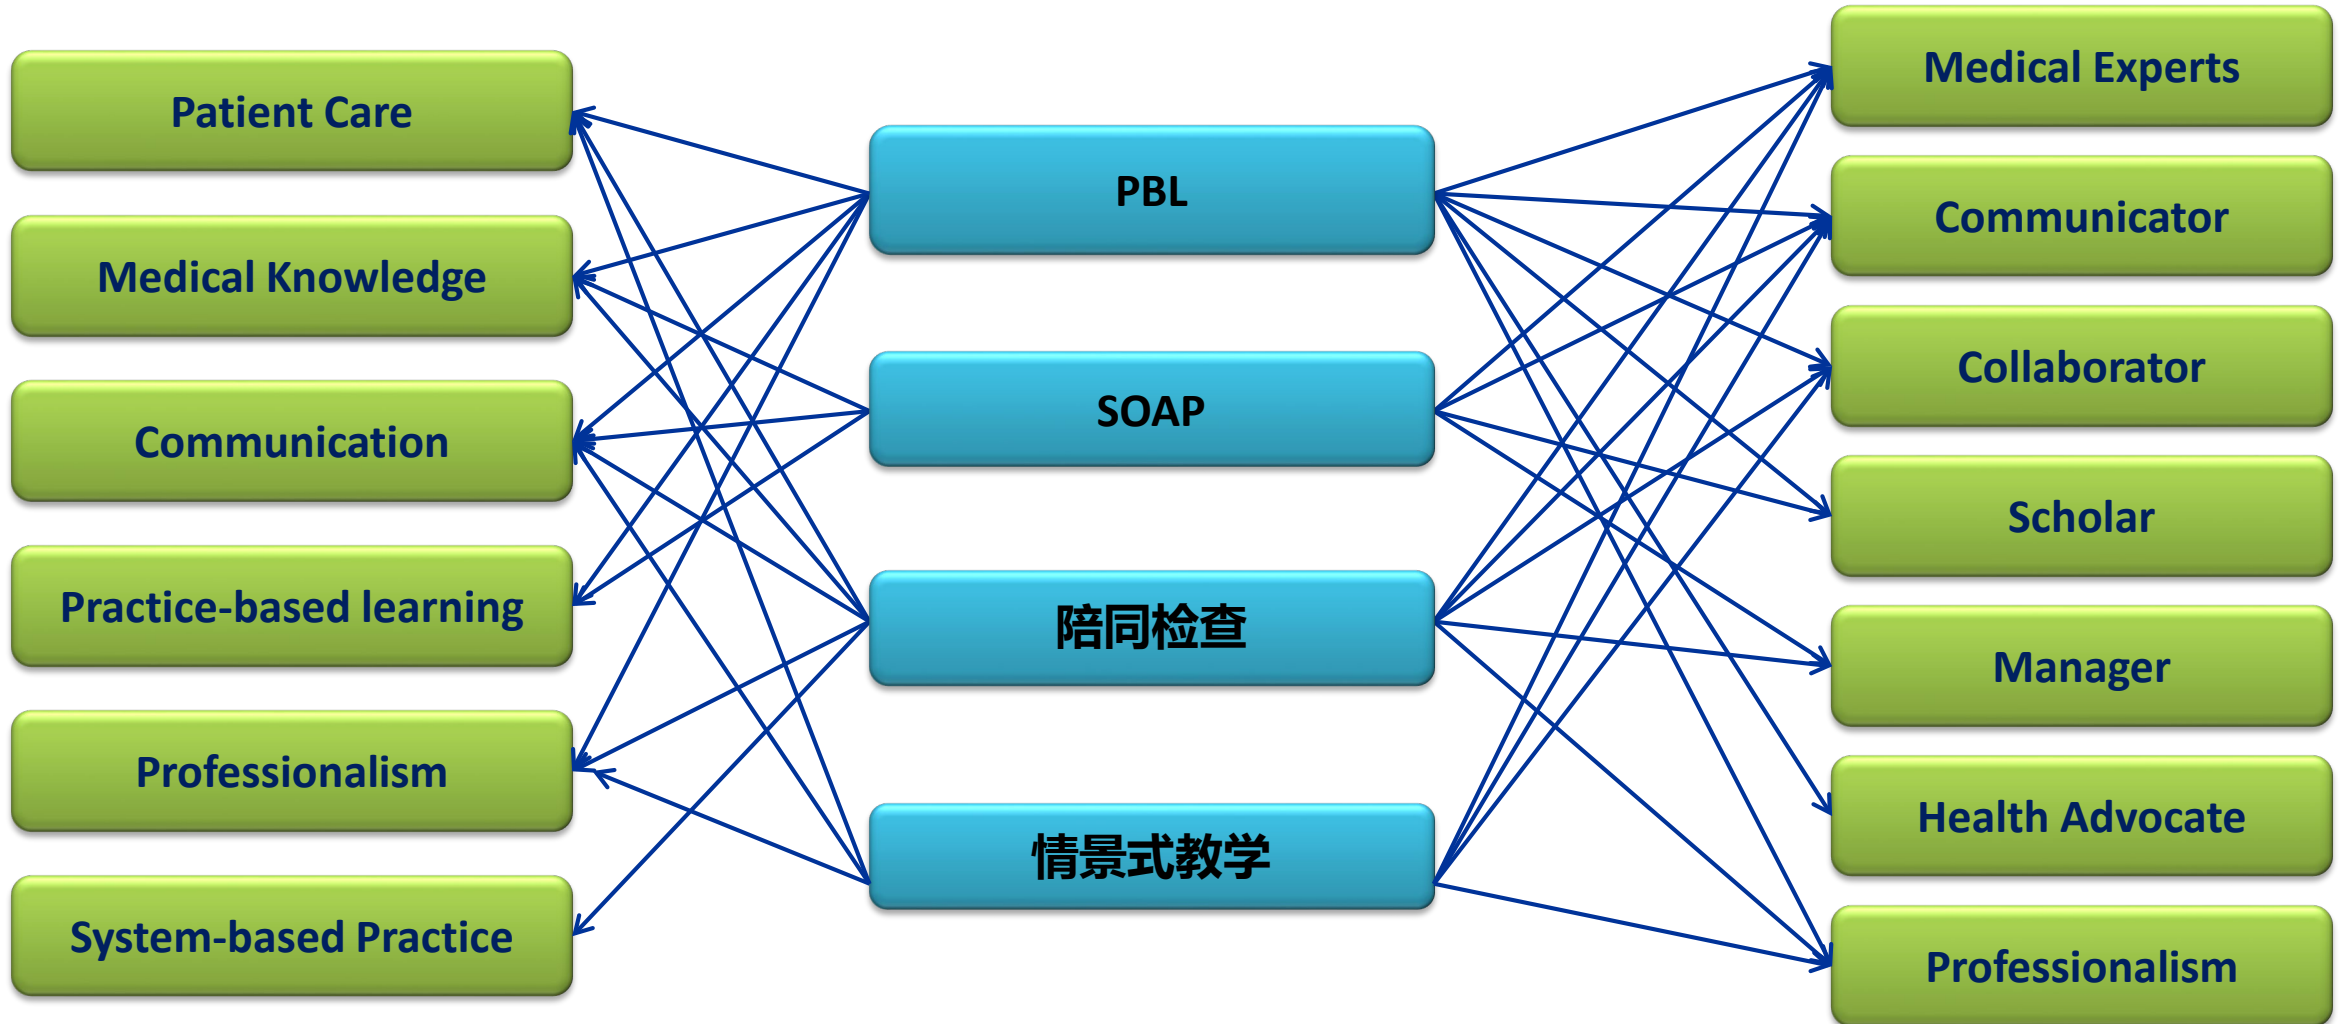 Patient Care
Medical Knowledge
Communication
Practice-based learning
Professionalism
System-based Practice
PBL
SOAP
陪同检查
情景式教学
Medical Experts
Communicator
Collaborator
Scholar
Manager
Health Advocate
Professionalism